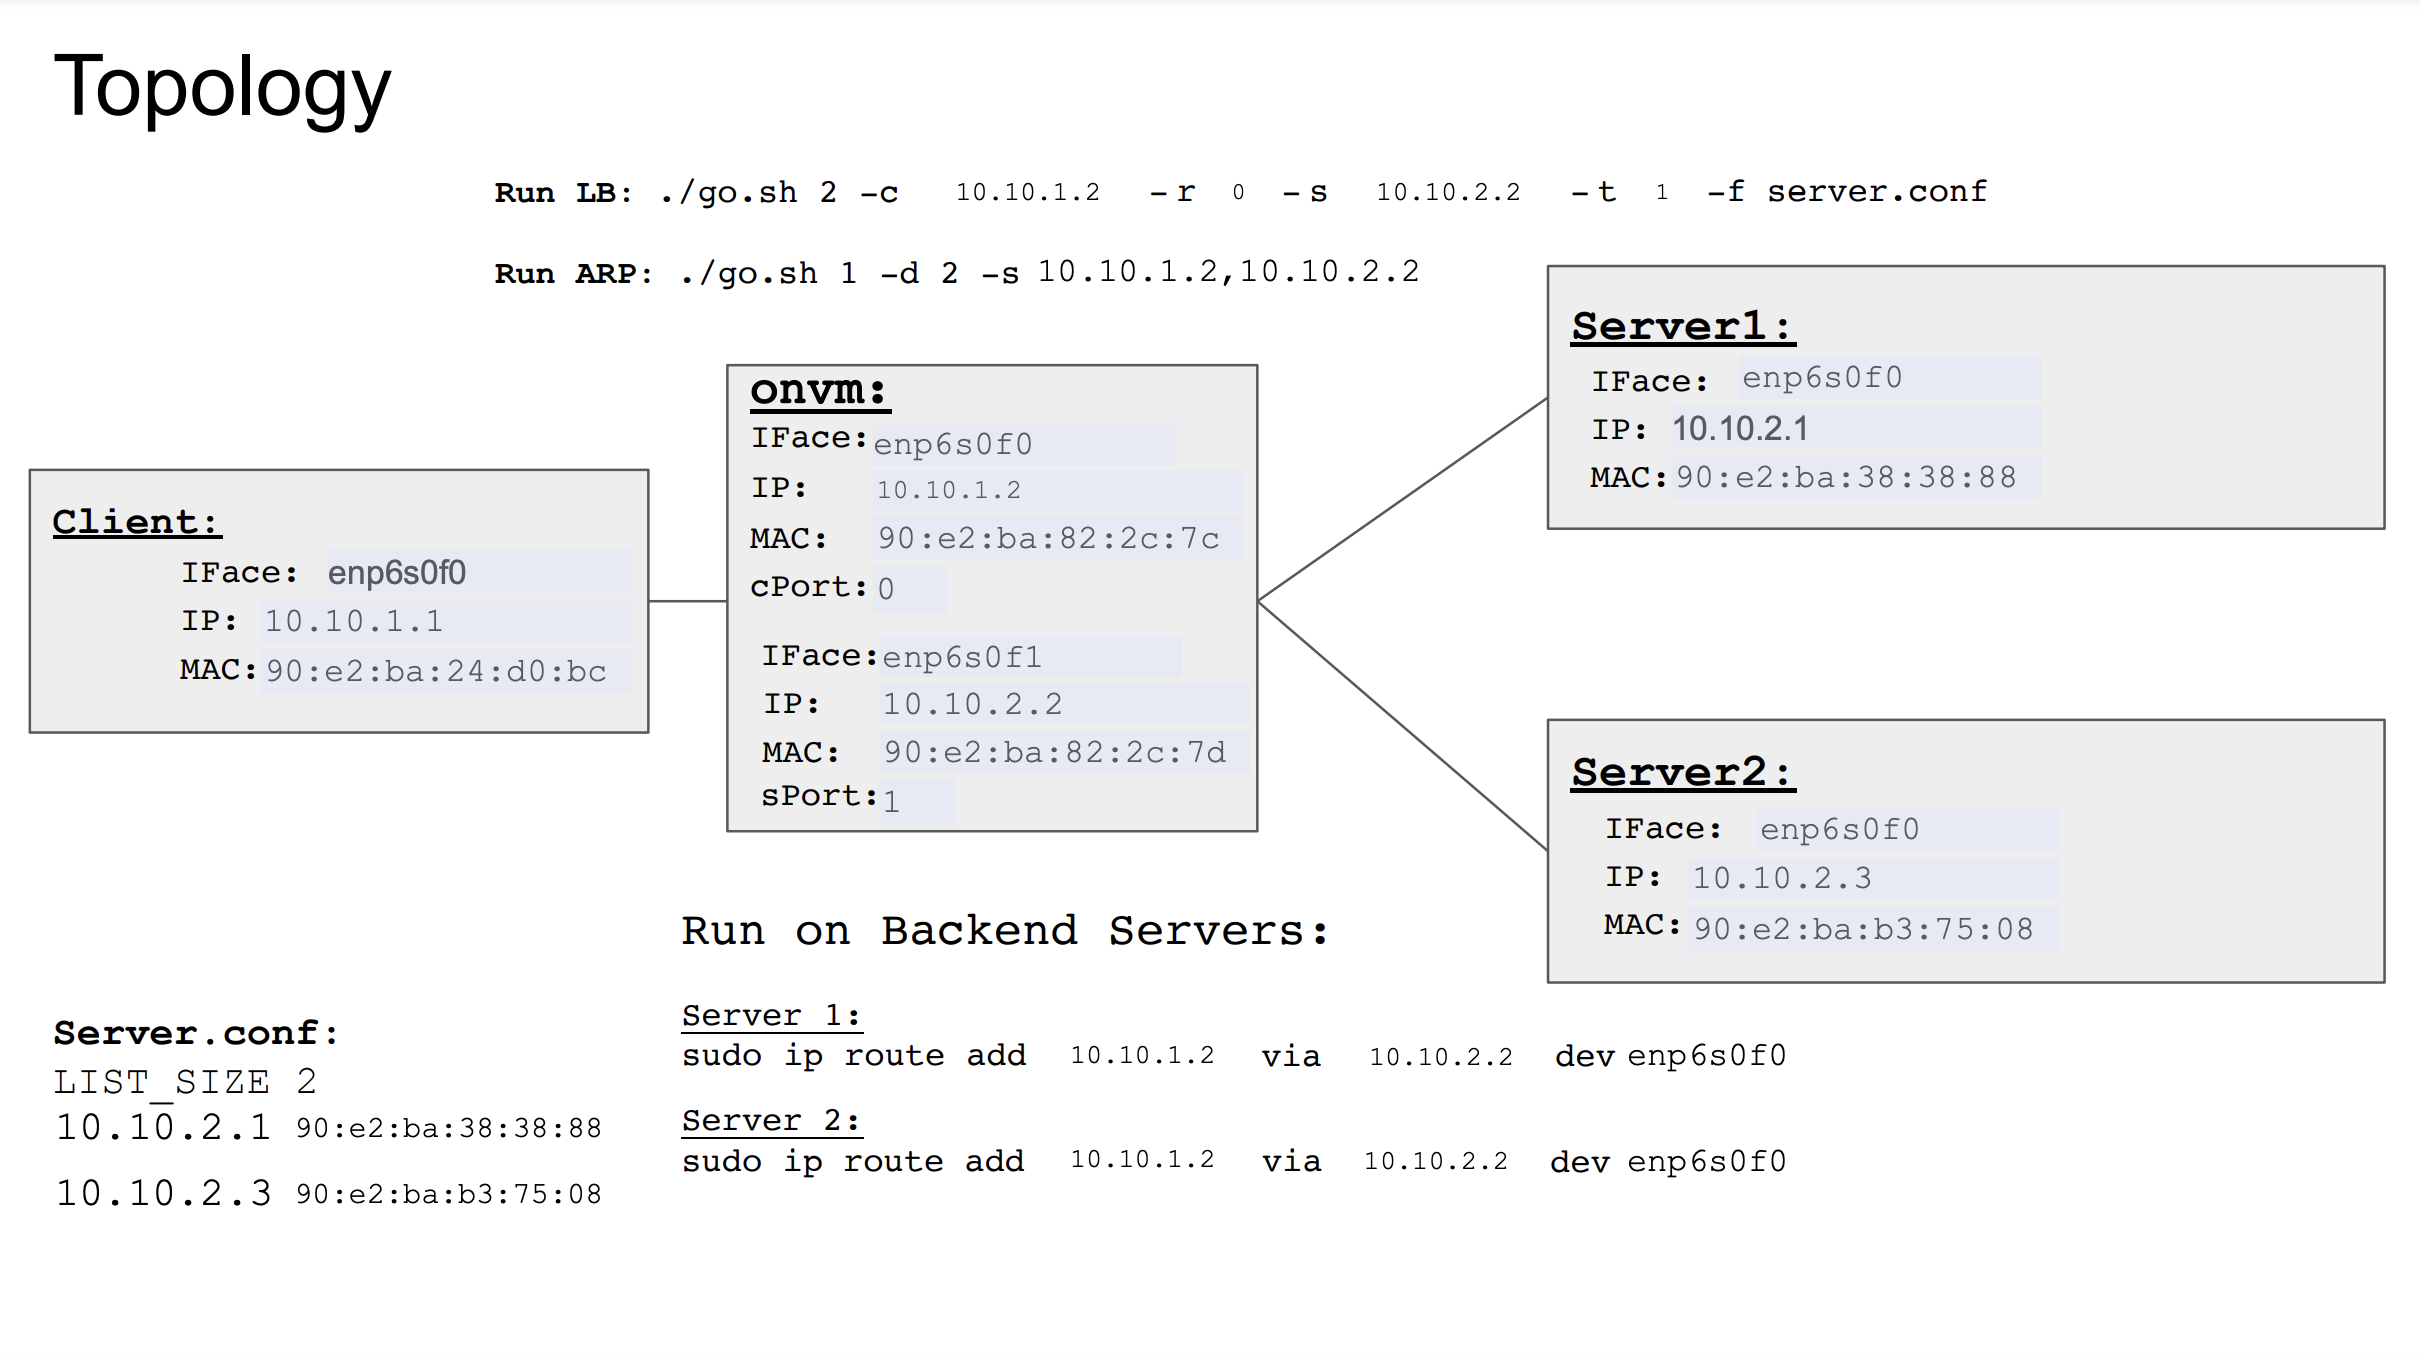 Topology
Run LB: ./go.sh 2 -c 10.10.1.2 -r 0 -s 10.10.2.2 -t 1 -f server.conf
Run ARP: ./go.sh 1 -d 2 -s 10.10.1.2,10.10.2.2
Client:
IFace: enp6s0f0
IP: 10.10.1.1
MAC: 90:e2:ba:24:d0:bc
onvm:
IFace: enp6s0f0
IP: 10.10.1.2
MAC: 90:e2:ba:82:2c:7c
cPort: 0
IFace: enp6s0f1
IP: 10.10.2.2
MAC: 90:e2:ba:82:2c:7d
sPort: 1
Server1:
IFace: enp6s0f0
IP: 10.10.2.1
MAC: 90:e2:ba:38:38:88
Server2:
IFace: enp6s0f0
IP: 10.10.2.3
MAC: 90:e2:ba:b3:75:08
Server.conf:
LIST_SIZE 2
10.10.2.1 90:e2:ba:38:38:88
10.10.2.3 90:e2:ba:b3:75:08
Run on Backend Servers:
Server 1:
sudo ip route add 10.10.1.2 via 10.10.2.2 dev enp6s0f0
Server 2:
sudo ip route add 10.10.1.2 via 10.10.2.2 dev enp6s0f0